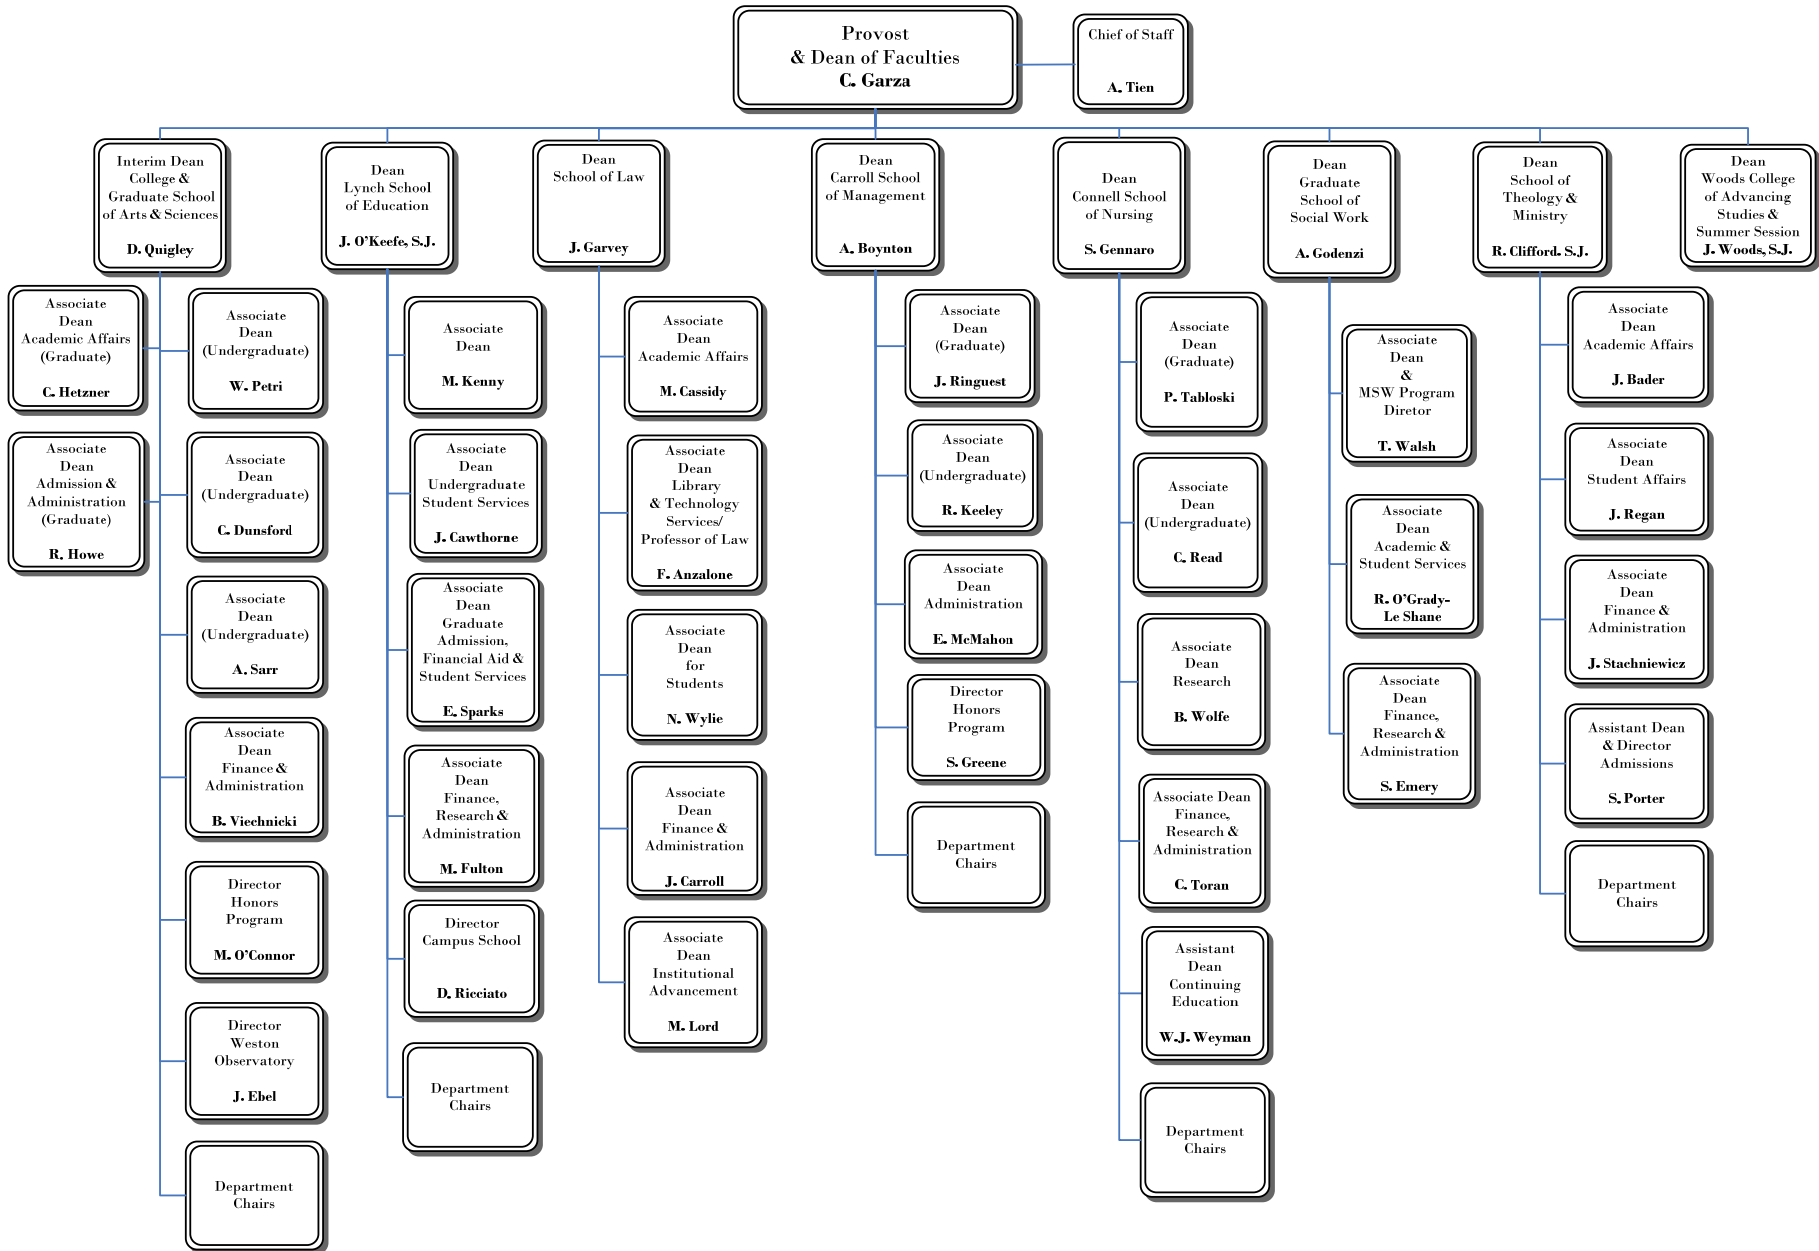 Provost
& Dean of Faculties
C. Garza
Chief of Staff
A. Tien
Interim Dean
College &
Graduate School
of Arts & Sciences
D. Quigley
Dean
Lynch School
of Education
J. O'Keefe, S.J.
Dean
School of Law
J. Garvey
Dean
Carroll School
of Management
A. Boynton
Dean
Connell School
of Nursing
S. Gennaro
Dean
Graduate
School of
Social Work
A. Godenzi
Dean
School of
Theology &
Ministry
R. Clifford. S.J.
Dean
Woods College
of Advancing
Studies &
Summer Session
J. Woods, S.J.
Associate
Dean
Academic Affairs
(Graduate)
C. Hetzner
Associate
Dean
Admission &
Administration
(Graduate)
R. Howe
Associate
Dean
(Undergraduate)
W. Petri
Associate
Dean
(Undergraduate)
C. Dunsford
Associate
Dean
(Undergraduate)
A. Sarr
Associate
Dean
Finance &
Administration
B. Viechnicki
Director
Honors
Program
M. O'Connor
Director
Weston
Observatory
J. Ebel
Department
Chairs
Associate
Dean
M. Kenny
Associate
Dean
Undergraduate
Student Services
J. Cawthorne
Associate
Dean
Graduate
Admission,
Financial Aid &
Student Services
E. Sparks
Associate
Dean
Finance,
Research &
Administration
M. Fulton
Director
Campus School
D. Ricciato
Department
Chairs
Associate
Dean
Academic Affairs
M. Cassidy
Associate
Dean
Library
& Technology
Services/
Professor of Law
F. Anzalone
Associate
Dean
for
Students
N. Wylie
Associate
Dean
Finance &
Administration
J. Carroll
Associate
Dean
Institutional
Advancement
M. Lord
Associate
Dean
(Graduate)
J. Ringuest
Associate
Dean
(Undergraduate)
R. Keeley
Associate
Dean
Administration
E. McMahon
Director
Honors
Program
S. Greene
Department
Chairs
Associate
Dean
(Graduate)
P. Tabloski
Associate
Dean
(Undergraduate)
C. Read
Associate
Dean
Research
B. Wolfe
Associate Dean
Finance,
Research &
Administration
C. Toran
Assistant
Dean
Continuing
Education
W.J. Weyman
Department
Chairs
Associate
Dean
&
MSW Program
Diretor
T. Walsh
Associate
Dean
Academic &
Student Services
R. O'Grady-
Le Shane
Associate
Dean
Finance,
Research &
Administration
S. Emery
Associate
Dean
Academic Affairs
J. Bader
Associate
Dean
Student Affairs
J. Regan
Associate
Dean
Finance &
Administration
J. Stachniewicz
Assistant Dean
& Director
Admissions
S. Porter
Department
Chairs